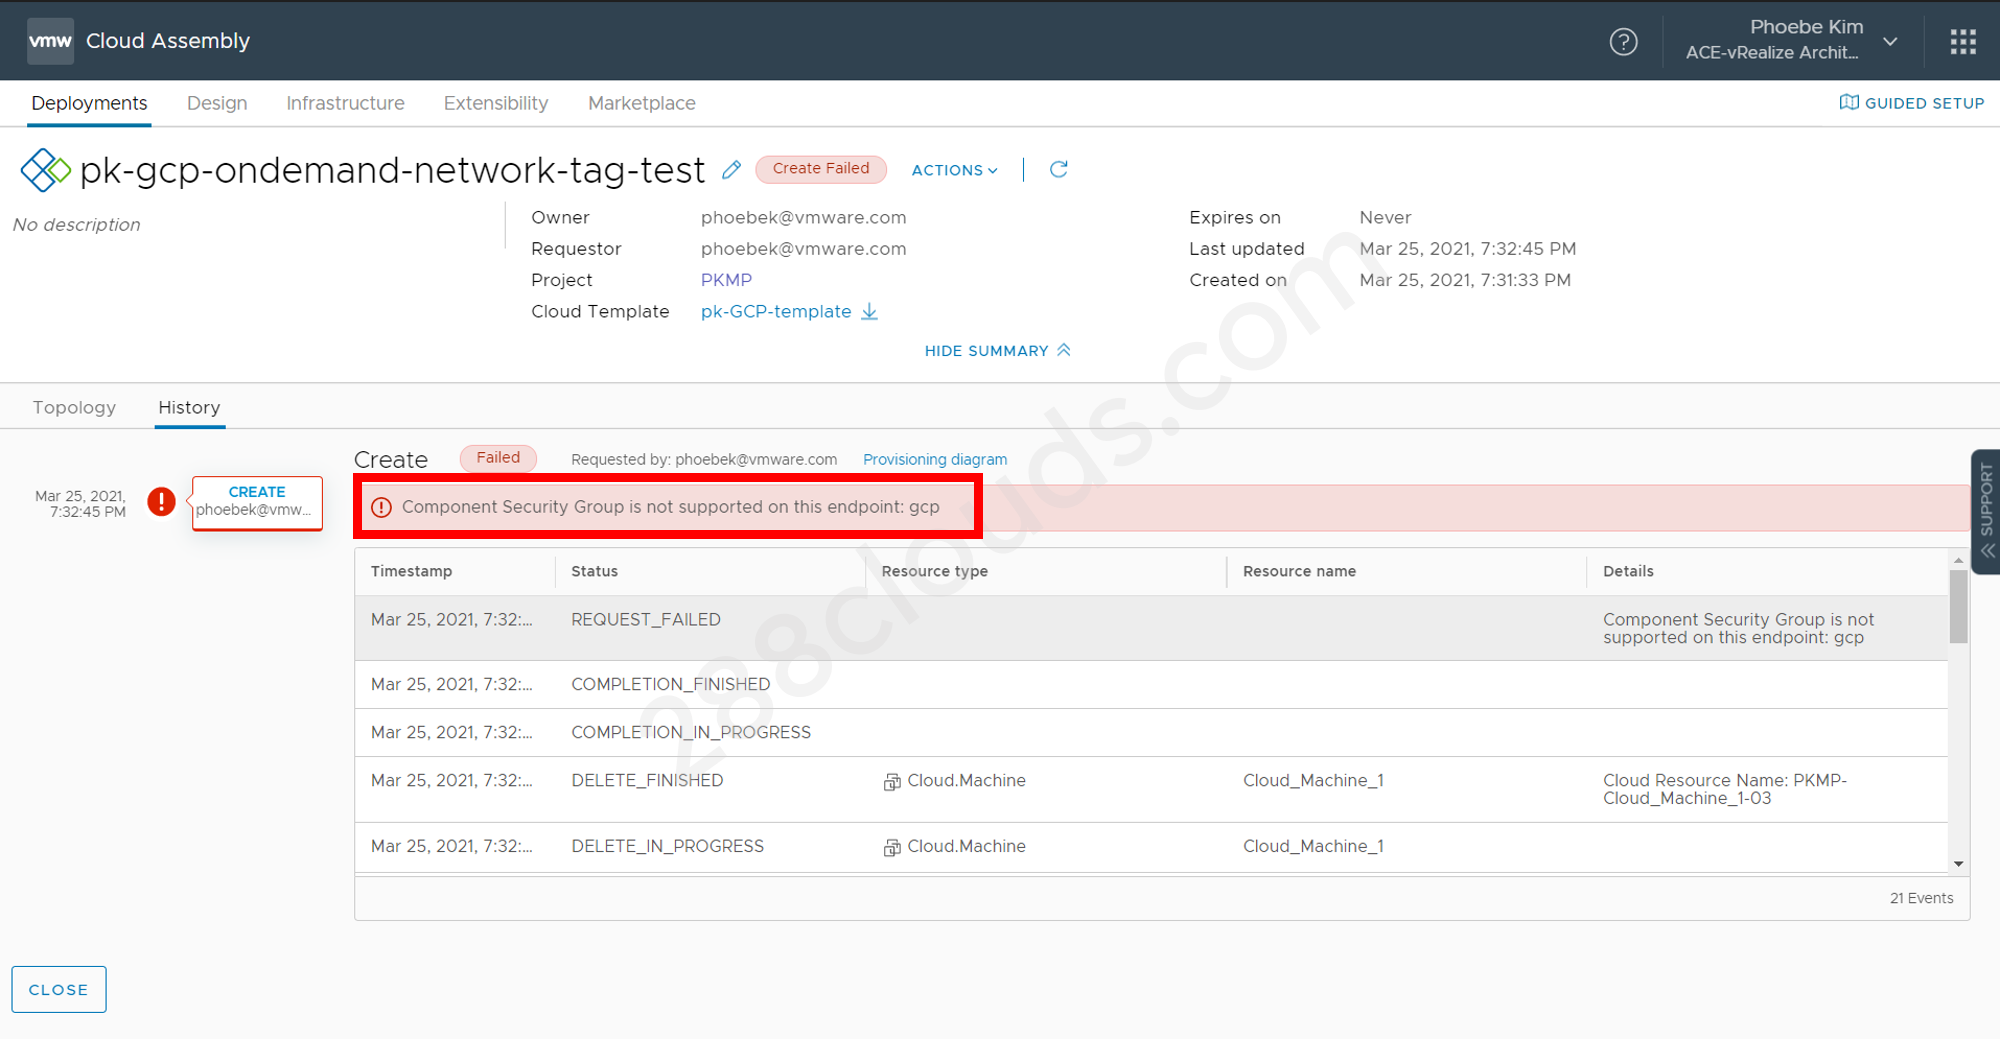 vmw Cloud Assembly
Phoebe Kim
ACE-vRealize Archit...
Deployments Design Infrastructure Extensibility Marketplace
GUIDED SETUP
pk-gcp-ondemand-network-tag-test Create Failed ACTIONS
No description
Owner phoebek@vmware.com
Requestor phoebek@vmware.com
Project PKMP
Cloud Template pk-GCP-template
Expires on Never
Last updated Mar 25, 2021, 7:32:45 PM
Created on Mar 25, 2021, 7:31:33 PM
HIDE SUMMARY
Topology History
Mar 25, 2021,
7:32:45 PM
CREATE
phoebek@vmw...
Create Failed Requested by: phoebek@vmware.com Provisioning diagram
Component Security Group is not supported on this endpoint: gcp
Timestamp Status Resource type Resource name Details
Mar 25, 2021, 7:32:... REQUEST_FAILED Component Security Group is not
supported on this endpoint: gcp
Mar 25, 2021, 7:32:... COMPLETION_FINISHED
Mar 25, 2021, 7:32:... COMPLETION_IN_PROGRESS
Mar 25, 2021, 7:32:... DELETE_FINISHED Cloud.Machine Cloud_Machine_1 Cloud Resource Name: PKMP-
Cloud_Machine_1-03
Mar 25, 2021, 7:32:... DELETE_IN_PROGRESS Cloud.Machine Cloud_Machine_1
21 Events
SUPPORT
CLOSE
288clouds.com